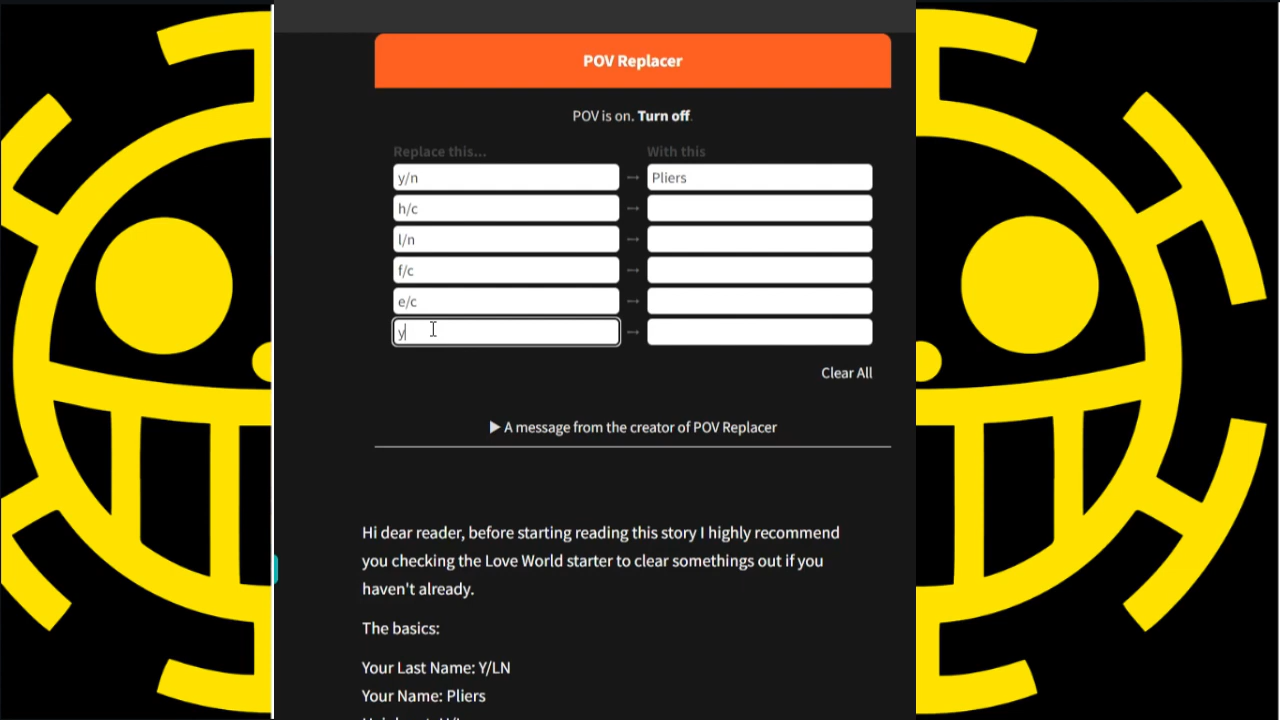 POV Replacer
POV is on. Turn off.
Replace this... With this
y/n → Pliers
h/c →
l/n →
f/c →
e/c →
y →
Clear All
▶ A message from the creator of POV Replacer
Hi dear reader, before starting reading this story I highly recommend
you checking the Love World starter to clear somethings out if you
haven't already.
The basics:
Your Last Name: Y/LN
Your Name: Pliers